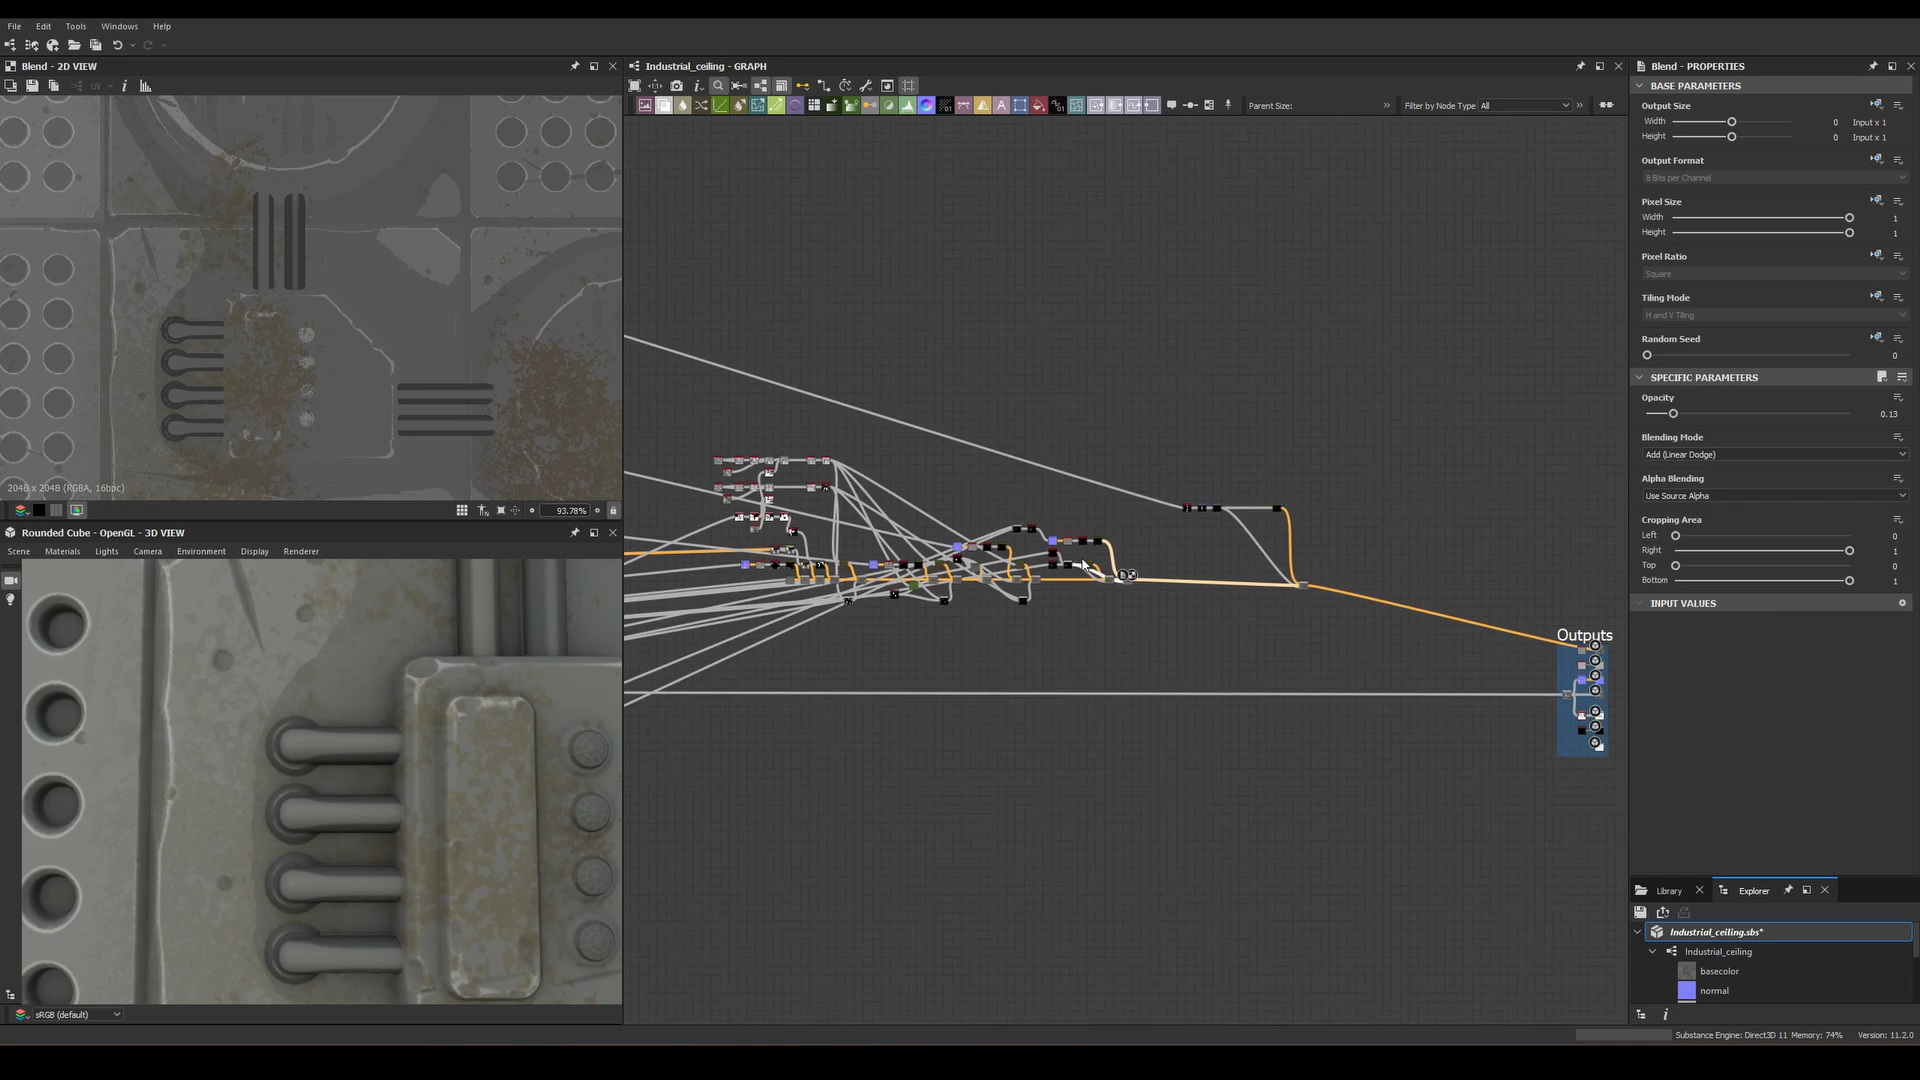 File Edit Tools Windows Help
Blend - 2D VIEW
UV
2048 x 2048 (RGBA, 16bpc)
93.78%
Rounded Cube - OpenGL - 3D VIEW
Scene Materials Lights Camera Environment Display Renderer
sRGB (default)
Industrial_ceiling - GRAPH
Parent Size:
Filter by Node Type All
Outputs
Blend - PROPERTIES
BASE PARAMETERS
Output Size
Width 0 Input x 1
Height 0 Input x 1
Output Format
8 Bits per Channel
Pixel Size
Width 1
Height 1
Pixel Ratio
Square
Tiling Mode
H and V Tiling
Random Seed
0
SPECIFIC PARAMETERS
Opacity
0.13
Blending Mode
Add (Linear Dodge)
Alpha Blending
Use Source Alpha
Cropping Area
Left 0
Right 1
Top 0
Bottom 1
INPUT VALUES
Library Explorer
Industrial_ceiling.sbs*
Industrial_ceiling
basecolor
normal
Substance Engine: Direct3D 11 Memory: 74% Version: 11.2.0